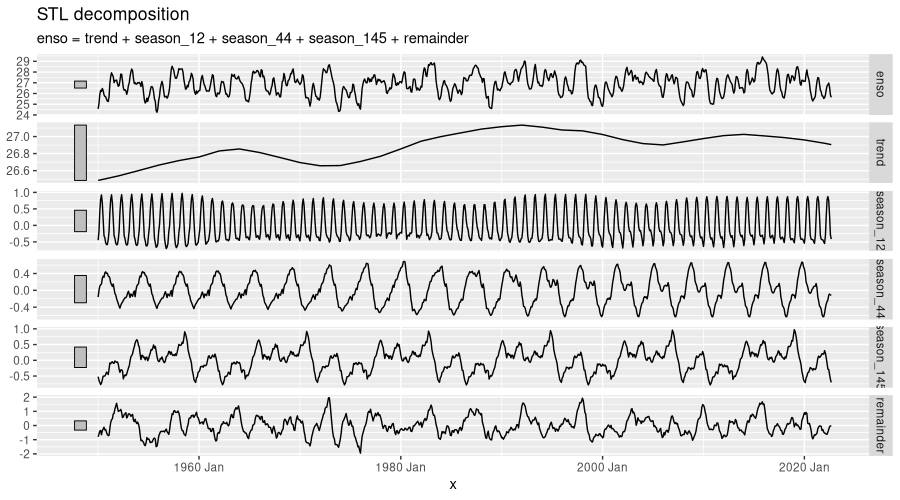 STL decomposition
enso = trend + season_12 + season_44 + season_145 + remainder
29
28
27
26
25
24
enso
27.0
26.8
26.6
trend
1.0
0.5
0.0
-0.5
season_12
0.4
0.0
-0.4
season_44
1.0
0.5
0.0
-0.5
season_145
2
1
0
-1
-2
remainder
1960 Jan
1980 Jan
2000 Jan
2020 Jan
x